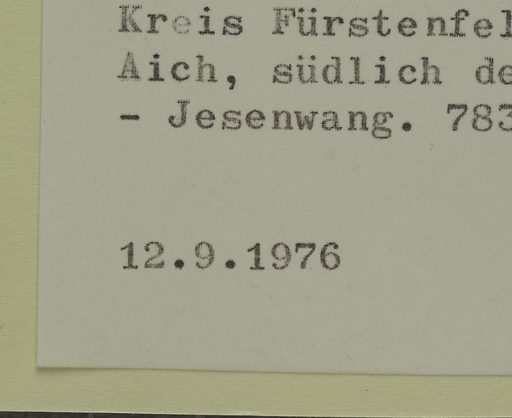 Kreis Fürstenfel
Aich, südlich de
- Jesenwang. 783
12.9.1976